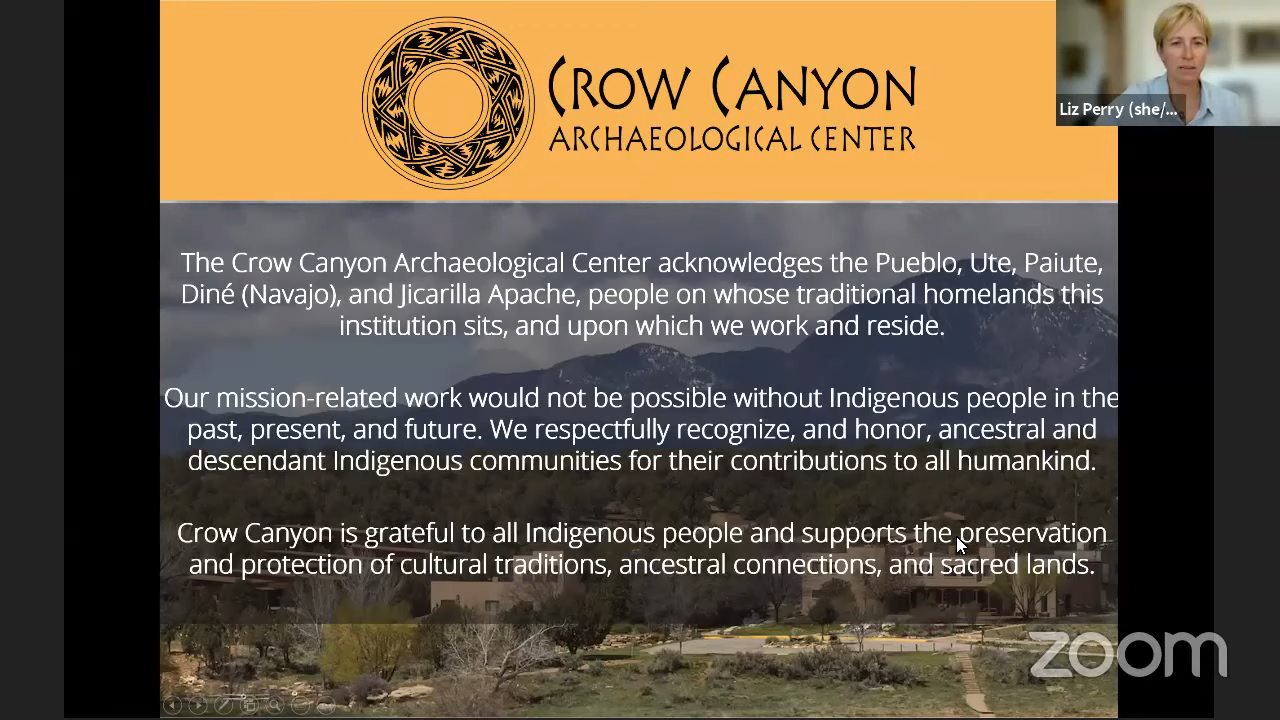 CROW CANYON
ARCHAEOLOGICAL CENTER
Liz Perry (she/...
The Crow Canyon Archaeological Center acknowledges the Pueblo, Ute, Paiute,
Diné (Navajo), and Jicarilla Apache, people on whose traditional homelands this
institution sits, and upon which we work and reside.
Our mission-related work would not be possible without Indigenous people in the
past, present, and future. We respectfully recognize, and honor, ancestral and
descendant Indigenous communities for their contributions to all humankind.
Crow Canyon is grateful to all Indigenous people and supports the preservation
and protection of cultural traditions, ancestral connections, and sacred lands.
zoom